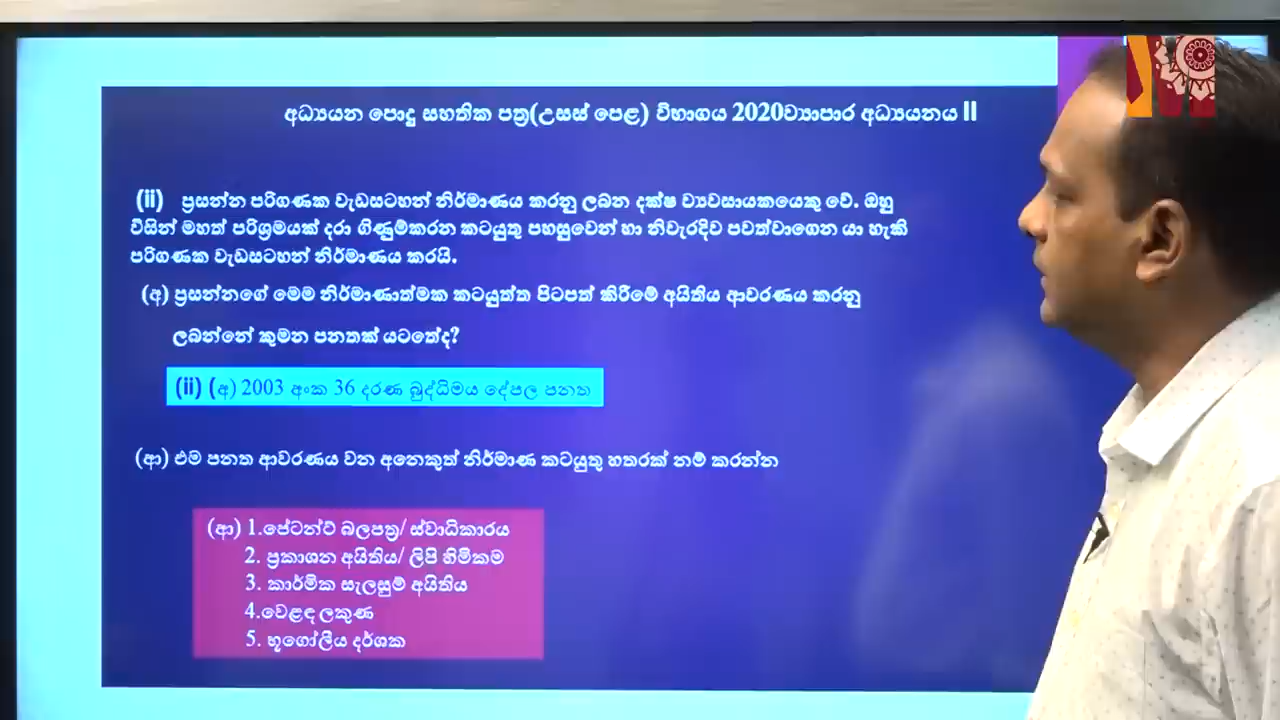 අධ්‍යයන පොදු සහතික පත්‍ර(උසස් පෙළ) විභාගය 2020ව්‍යාපාර අධ්‍යයනය II
(ii) ප්‍රසන්න පරිගණක වැඩසටහන් නිර්මාණය කරනු ලබන දක්ෂ ව්‍යවසායකයෙකු වේ. ඔහු
විසින් මහත් පරිශ්‍රමයක් දරා ගිණුම්කරන කටයුතු පහසුවෙන් හා නිවැරදිව පවත්වාගෙන යා හැකි
පරිගණක වැඩසටහන් නිර්මාණය කරයි.
(අ) ප්‍රසන්නගේ මෙම නිර්මාණාත්මක කටයුත්ත පිටපත් කිරීමේ අයිතිය ආවරණය කරනු
ලබන්නේ කුමන පනතක් යටතේද?
(ii) (අ) 2003 අංක 36 දරණ බුද්ධිමය දේපල පනත
(ආ) එම පනත ආවරණය වන අනෙකුත් නිර්මාණ කටයුතු හතරක් නම් කරන්න
(ආ) 1.පේටන්ට් බලපත්‍ර/ ස්වාධිකාරය
2. ප්‍රකාශන අයිතිය/ ලිපි හිමිකම
3. කාර්මික සැලසුම් අයිතිය
4.වෙළඳ ලකුණ
5. භූගෝලීය දර්ශක